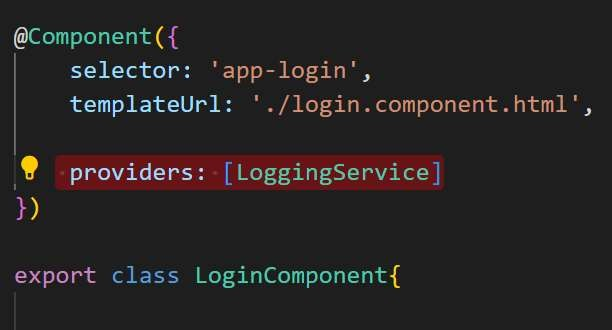 @Component({
selector: 'app-login',
templateUrl: './login.component.html',
providers: [LoggingService]
})
export class LoginComponent{